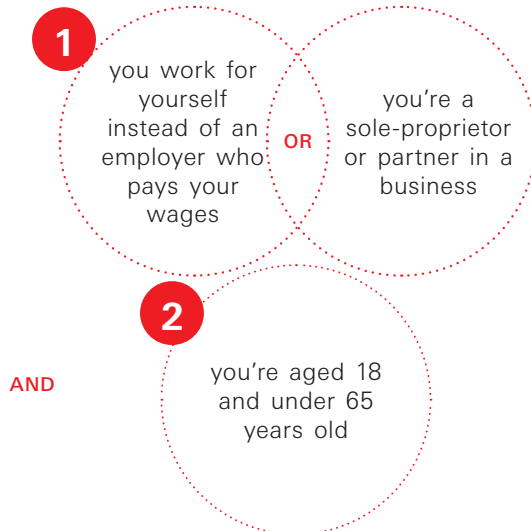 1
you work for
yourself
instead of an
employer who
pays your
wages
OR
you're a
sole-proprietor
or partner in a
business
AND
2
you're aged 18
and under 65
years old